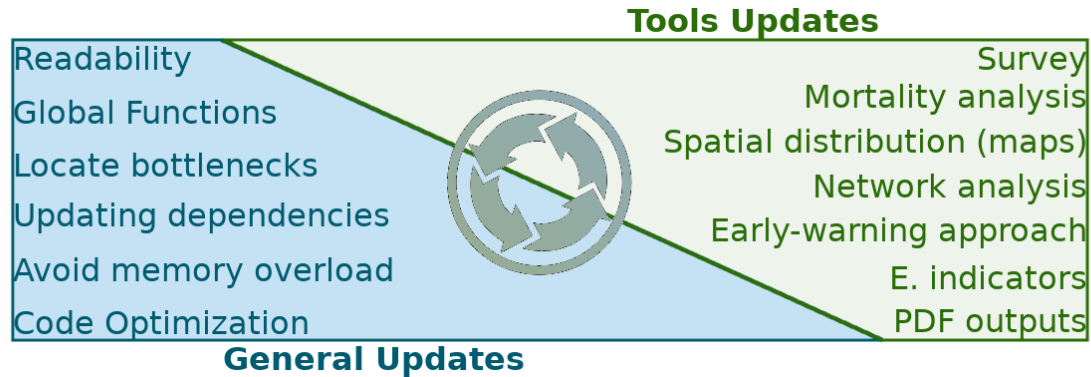 Tools Updates
Readability
Global Functions
Locate bottlenecks
Updating dependencies
Avoid memory overload
Code Optimization
General Updates
Survey
Mortality analysis
Spatial distribution (maps)
Network analysis
Early-warning approach
E. indicators
PDF outputs